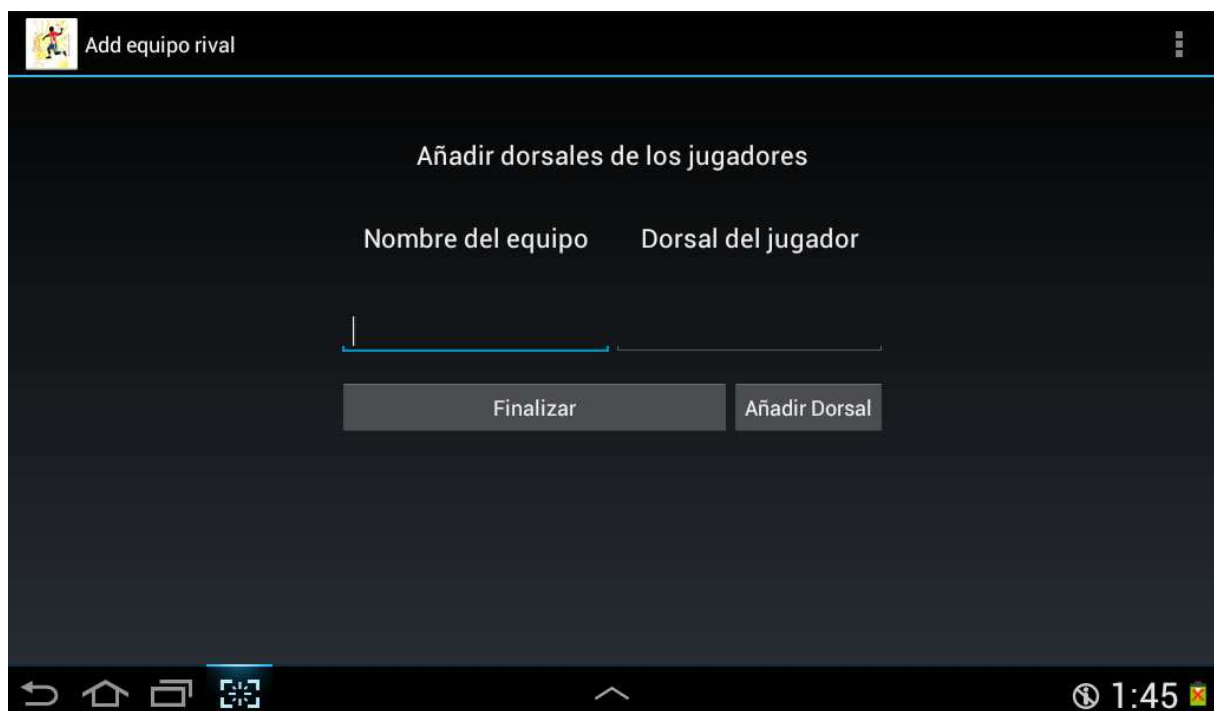 Add equipo rival
Añadir dorsales de los jugadores
Nombre del equipo Dorsal del jugador
Finalizar Añadir Dorsal
1:45